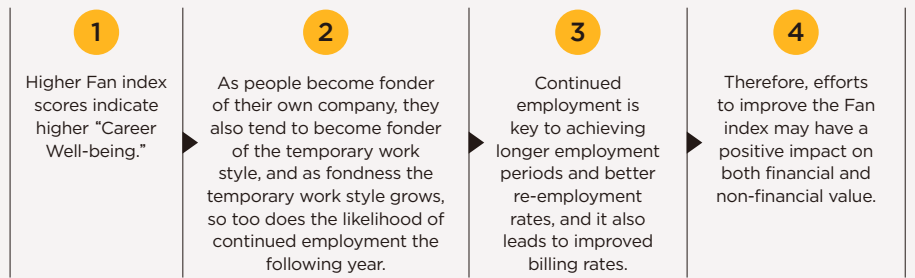 1
Higher Fan index
scores indicate
higher “Career
Well-being.”
2
As people become fonder
of their own company, they
also tend to become fonder
of the temporary work
style, and as fondness the
temporary work style grows,
so too does the likelihood of
continued employment the
following year.
3
Continued
employment is
key to achieving
longer employment
periods and better
re-employment
rates, and it also
leads to improved
billing rates.
4
Therefore, efforts
to improve the Fan
index may have a
positive impact on
both financial and
non-financial value.